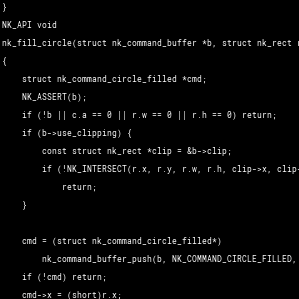 }
NK_API void
nk_fill_circle(struct nk_command_buffer *b, struct nk_rect
{
struct nk_command_circle_filled *cmd;
NK_ASSERT(b);
if (!b || c.a == 0 || r.w == 0 || r.h == 0) return;
if (b->use_clipping) {
const struct nk_rect *clip = &b->clip;
if (!NK_INTERSECT(r.x, r.y, r.w, r.h, clip->x, clip-
return;
}
cmd = (struct nk_command_circle_filled*)
nk_command_buffer_push(b, NK_COMMAND_CIRCLE_FILLED,
if (!cmd) return;
cmd->x = (short)r.x;